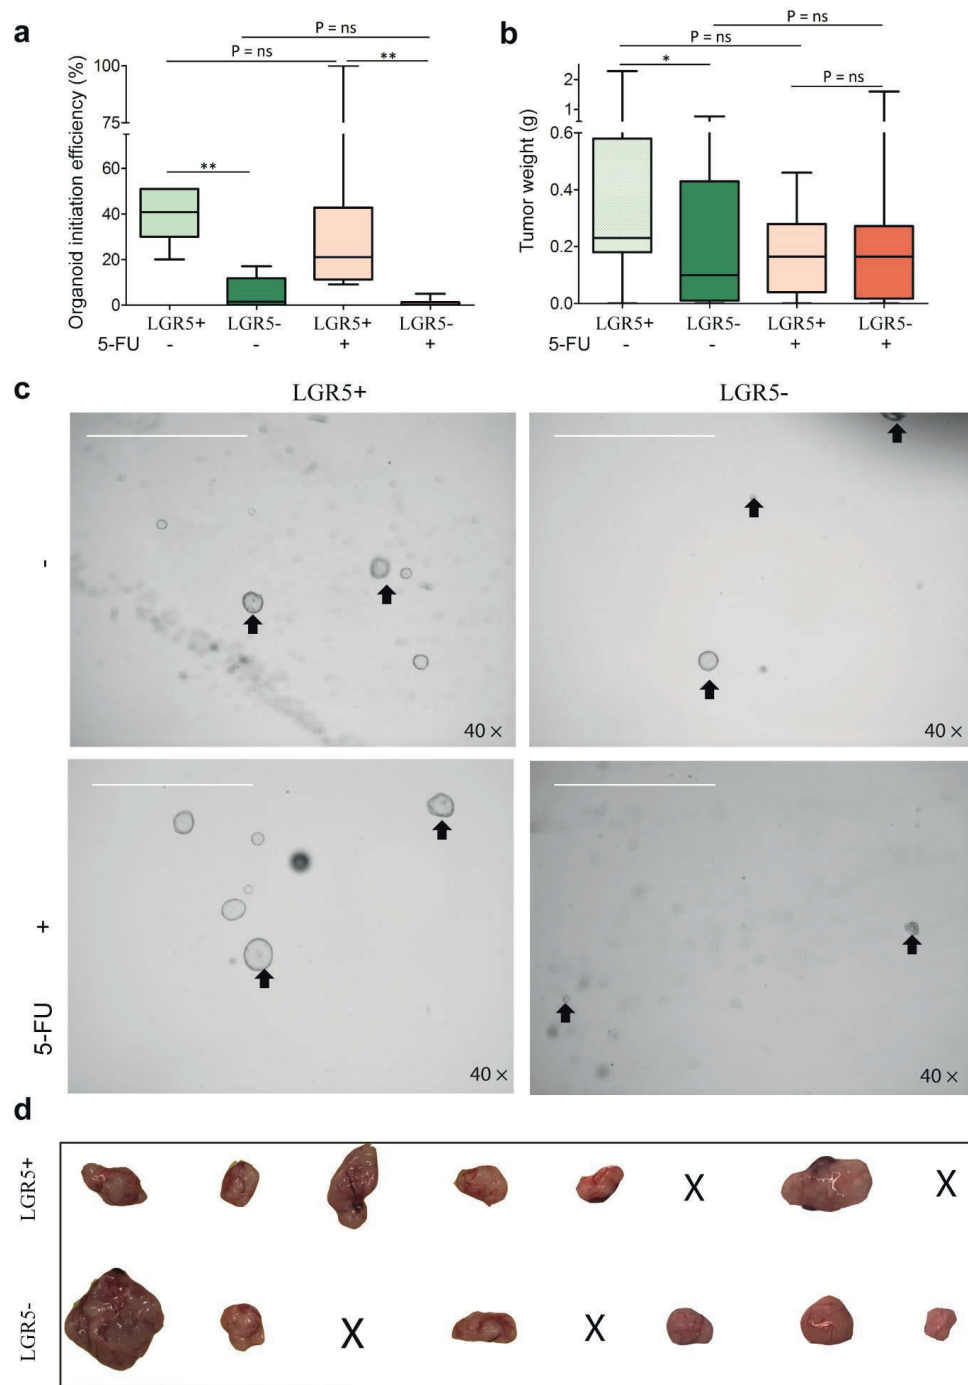 a
P = ns
P = ns
**
**
Organoid initiation efficiency (%)
100
75
60
40
20
0
LGR5+ LGR5- LGR5+ LGR5-
5-FU - - + +
b
P = ns
P = ns
*
P = ns
Tumor weight (g)
2
1
0.6
0.4
0.2
0.0
LGR5+ LGR5- LGR5+ LGR5-
5-FU - - + +
c
LGR5+ LGR5-
-
40 ×
40 ×
+
5-FU
40 ×
40 ×
d
LGR5+
X X
LGR5-
X X